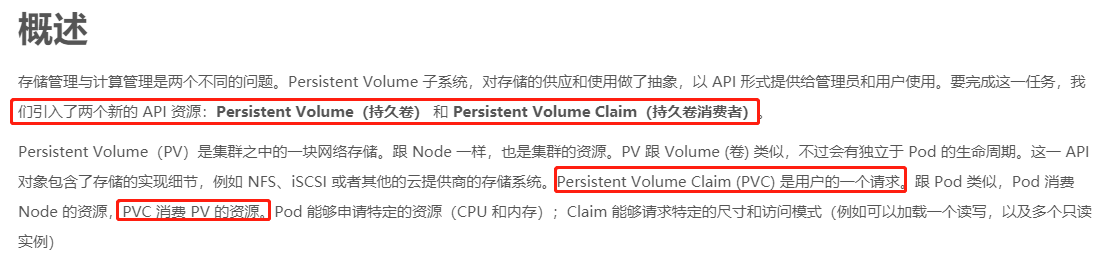 概述
存储管理与计算管理是两个不同的问题。Persistent Volume 子系统，对存储的供应和使用做了抽象，以 API 形式提供给管理员和用户使用。要完成这一任务，我
们引入了两个新的 API 资源：Persistent Volume（持久卷） 和 Persistent Volume Claim（持久卷消费者）。
Persistent Volume（PV）是集群之中的一块网络存储。跟 Node 一样，也是集群的资源。PV 跟 Volume (卷) 类似，不过会有独立于 Pod 的生命周期。这一 API
对象包含了存储的实现细节，例如 NFS、iSCSI 或者其他的云提供商的存储系统。Persistent Volume Claim (PVC) 是用户的一个请求。跟 Pod 类似，Pod 消费
Node 的资源，PVC 消费 PV 的资源。Pod 能够申请特定的资源（CPU 和内存）；Claim 能够请求特定的尺寸和访问模式（例如可以加载一个读写，以及多个只读
实例）